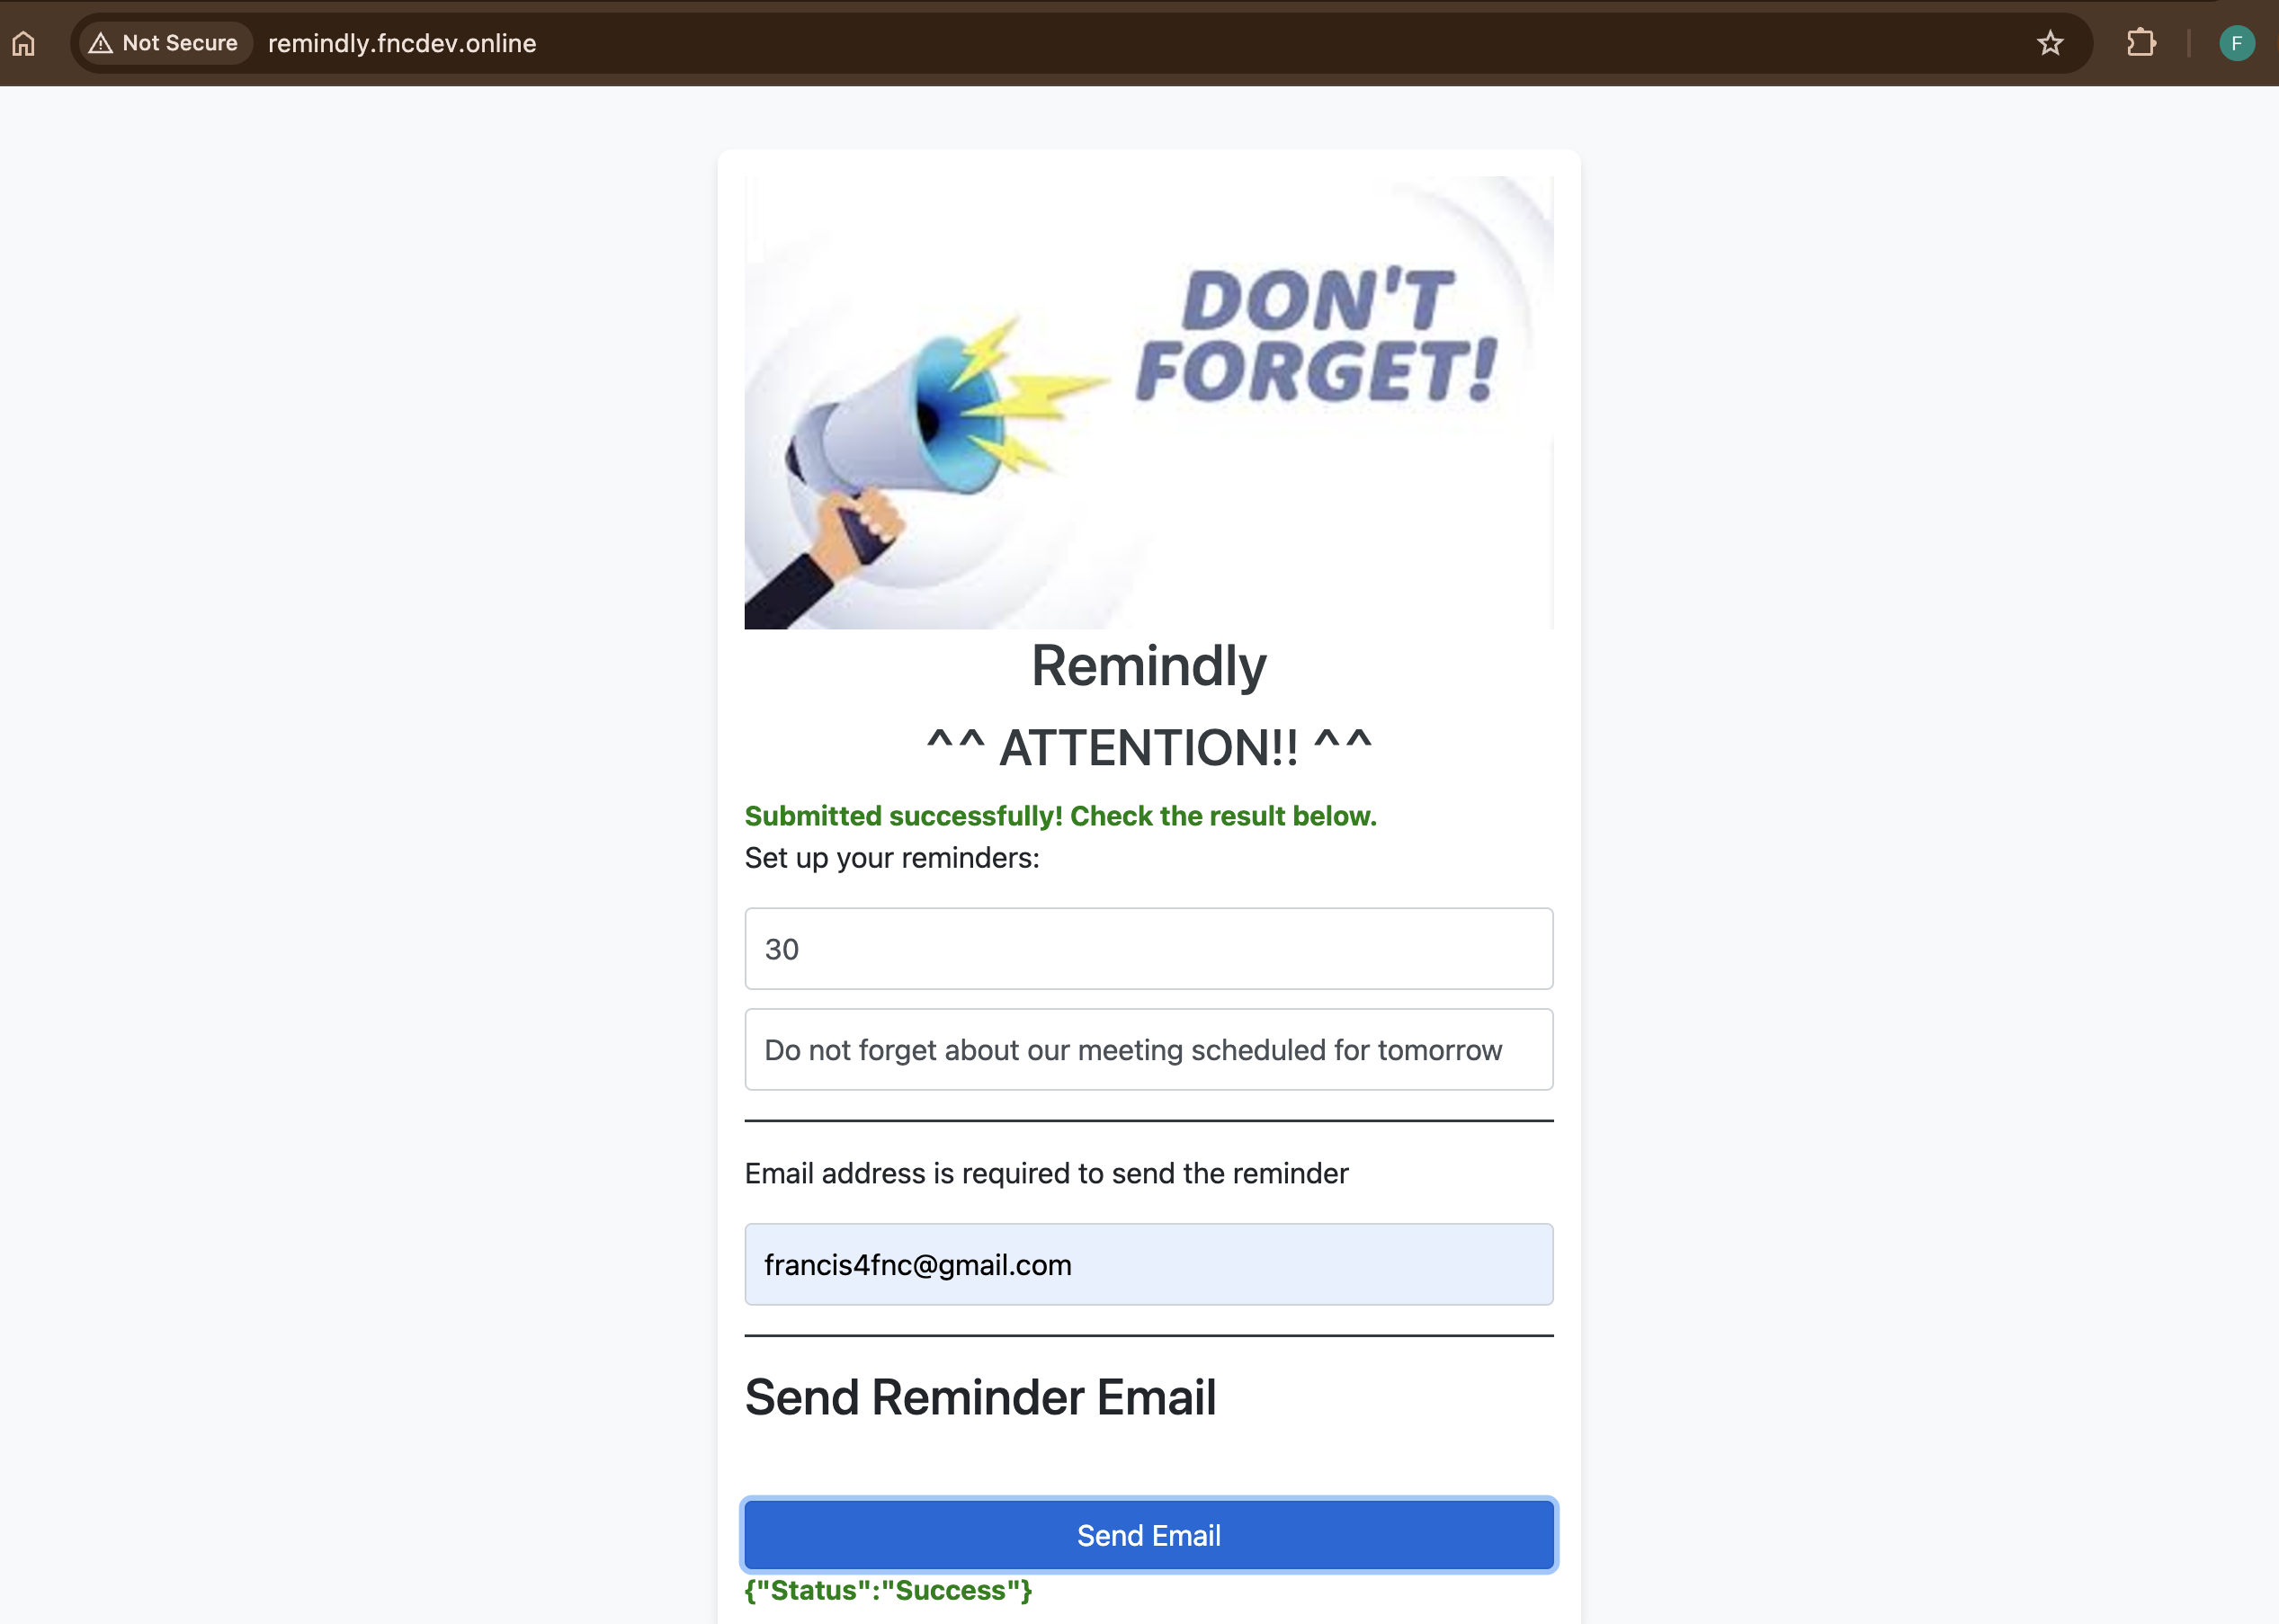 Not Secure remindly.fncdev.online F
DON'T
FORGET!
Remindly
^^ ATTENTION!! ^^
Submitted successfully! Check the result below.
Set up your reminders:
30
Do not forget about our meeting scheduled for tomorrow
Email address is required to send the reminder
francis4fnc@gmail.com
Send Reminder Email
Send Email
{"Status":"Success"}